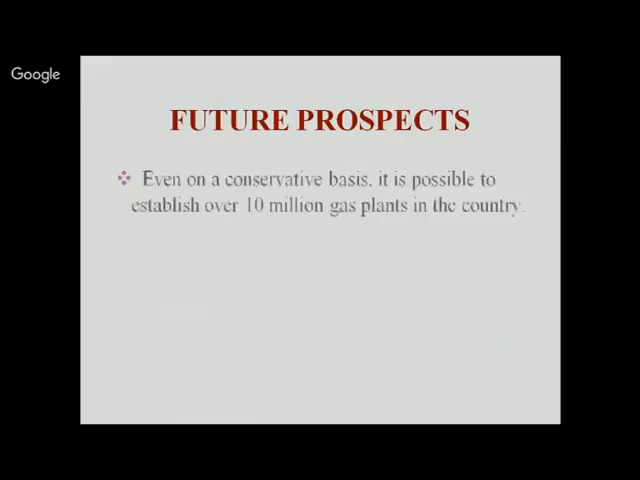 Google
FUTURE PROSPECTS
Even on a conservative basis, it is possible to
establish over 10 million gas plants in the country.